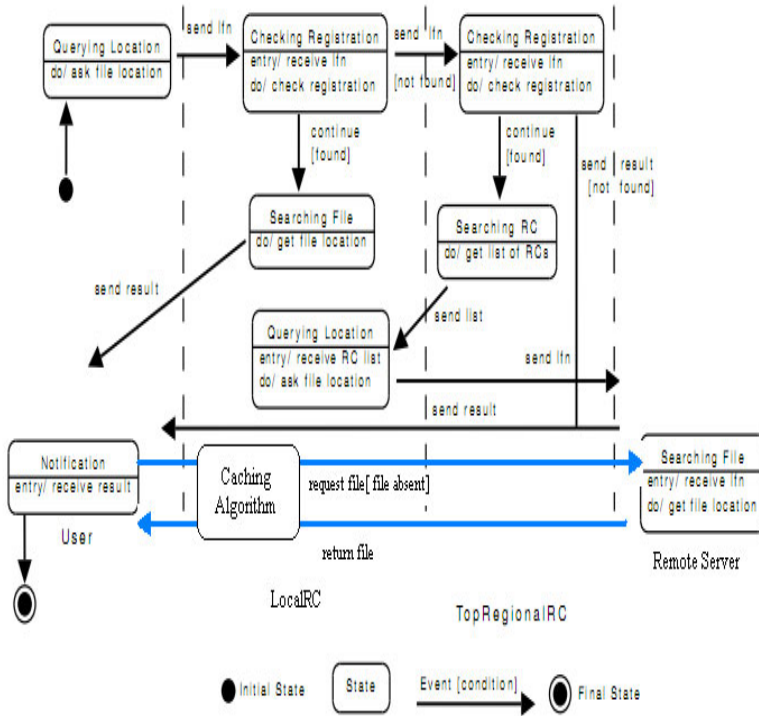 Querying Location
do/ ask file location
send lfn
Checking Registration
entry/ receive lfn
do/ check registration
send lfn
[not found]
Checking Registration
entry/ receive lfn
do/ check registration
continue
[found]
continue
[found]
send result
[not found]
Searching File
do/ get file location
Searching RC
do/ get list of RCs
send result
send list
Querying Location
entry/ receive RC list
do/ ask file location
send lfn
send result
Notification
entry/ receive result
User
Caching
Algorithm
request file[ file absent]
return file
Searching File
entry/ receive lfn
do/ get file location
Remote Server
LocalRC
TopRegionalRC
Initial State
State
Event [condition]
Final State